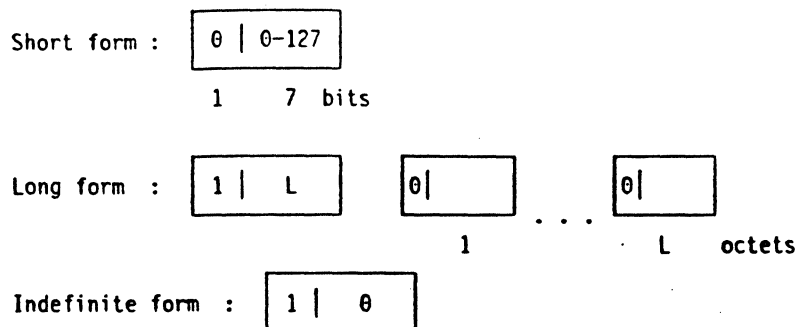 Short form : 0 | 0-127
1 7 bits
Long form : 1 | L 0| 0|
. . .
1 L octets
Indefinite form : 1 | 0